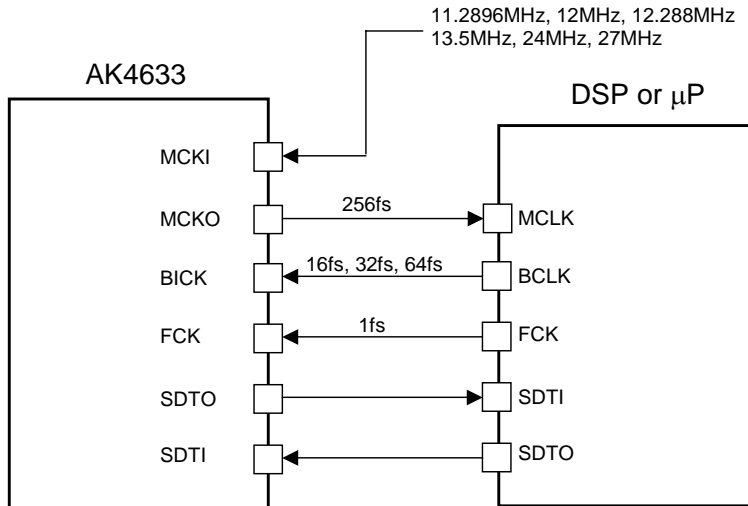 11.2896MHz, 12MHz, 12.288MHz
13.5MHz, 24MHz, 27MHz
AK4633
DSP or μP
MCKI
MCKO
256fs
MCLK
BICK
16fs, 32fs, 64fs
BCLK
FCK
1fs
FCK
SDTO
SDTI
SDTI
SDTO